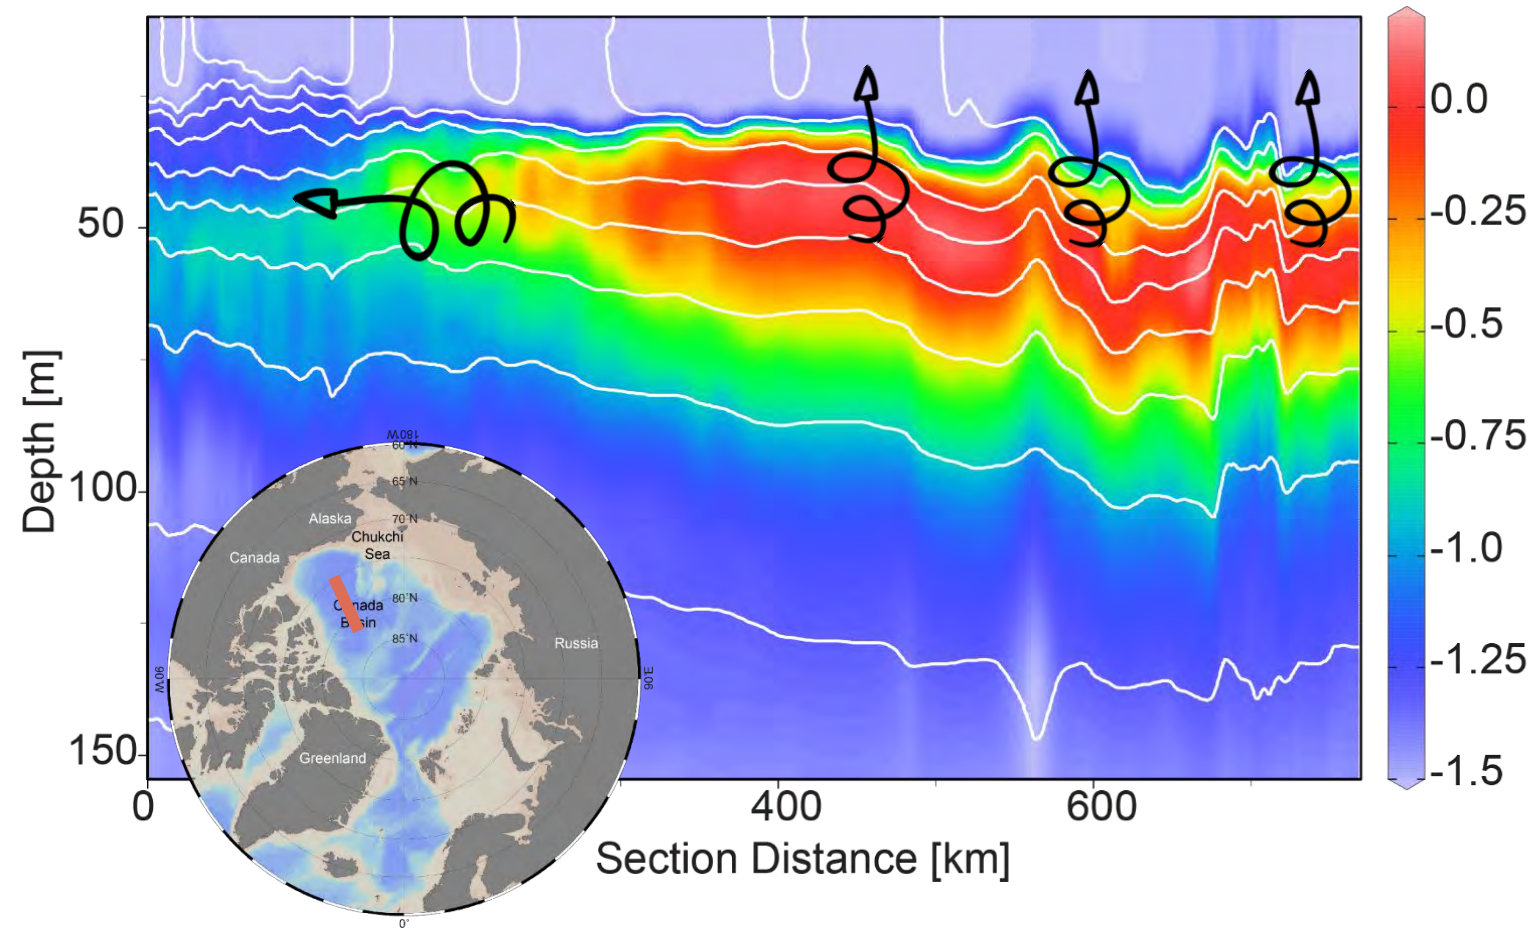 0.0
-0.25
50
-0.5
Depth [m]
-0.75
180˚W
60˚N
65˚N
100
Alaska
70˚N
Chukchi
Sea
-1.0
Canada
80˚N
Canada
Basin
85˚N
Russia
-1.25
90˚W
90˚E
150
Greenland
-1.5
0
400
600
Section Distance [km]
0˚